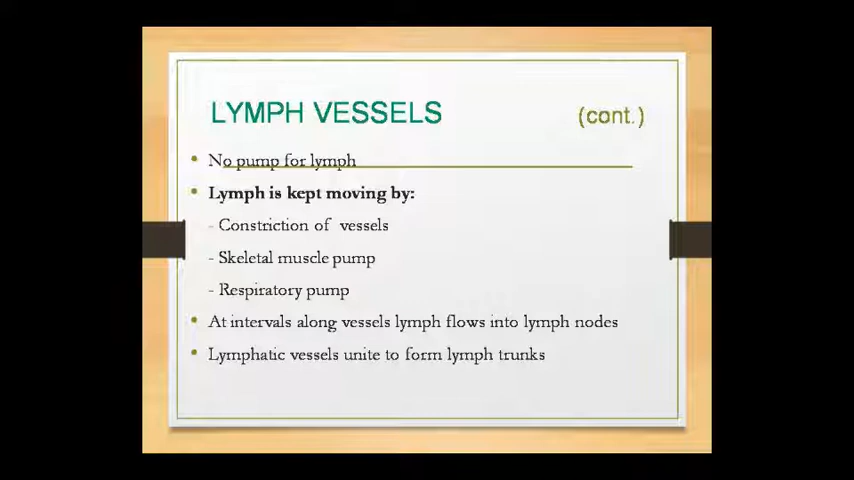 LYMPH VESSELS (cont.)
• No pump for lymph
• Lymph is kept moving by:
- Constriction of vessels
- Skeletal muscle pump
- Respiratory pump
• At intervals along vessels lymph flows into lymph nodes
• Lymphatic vessels unite to form lymph trunks